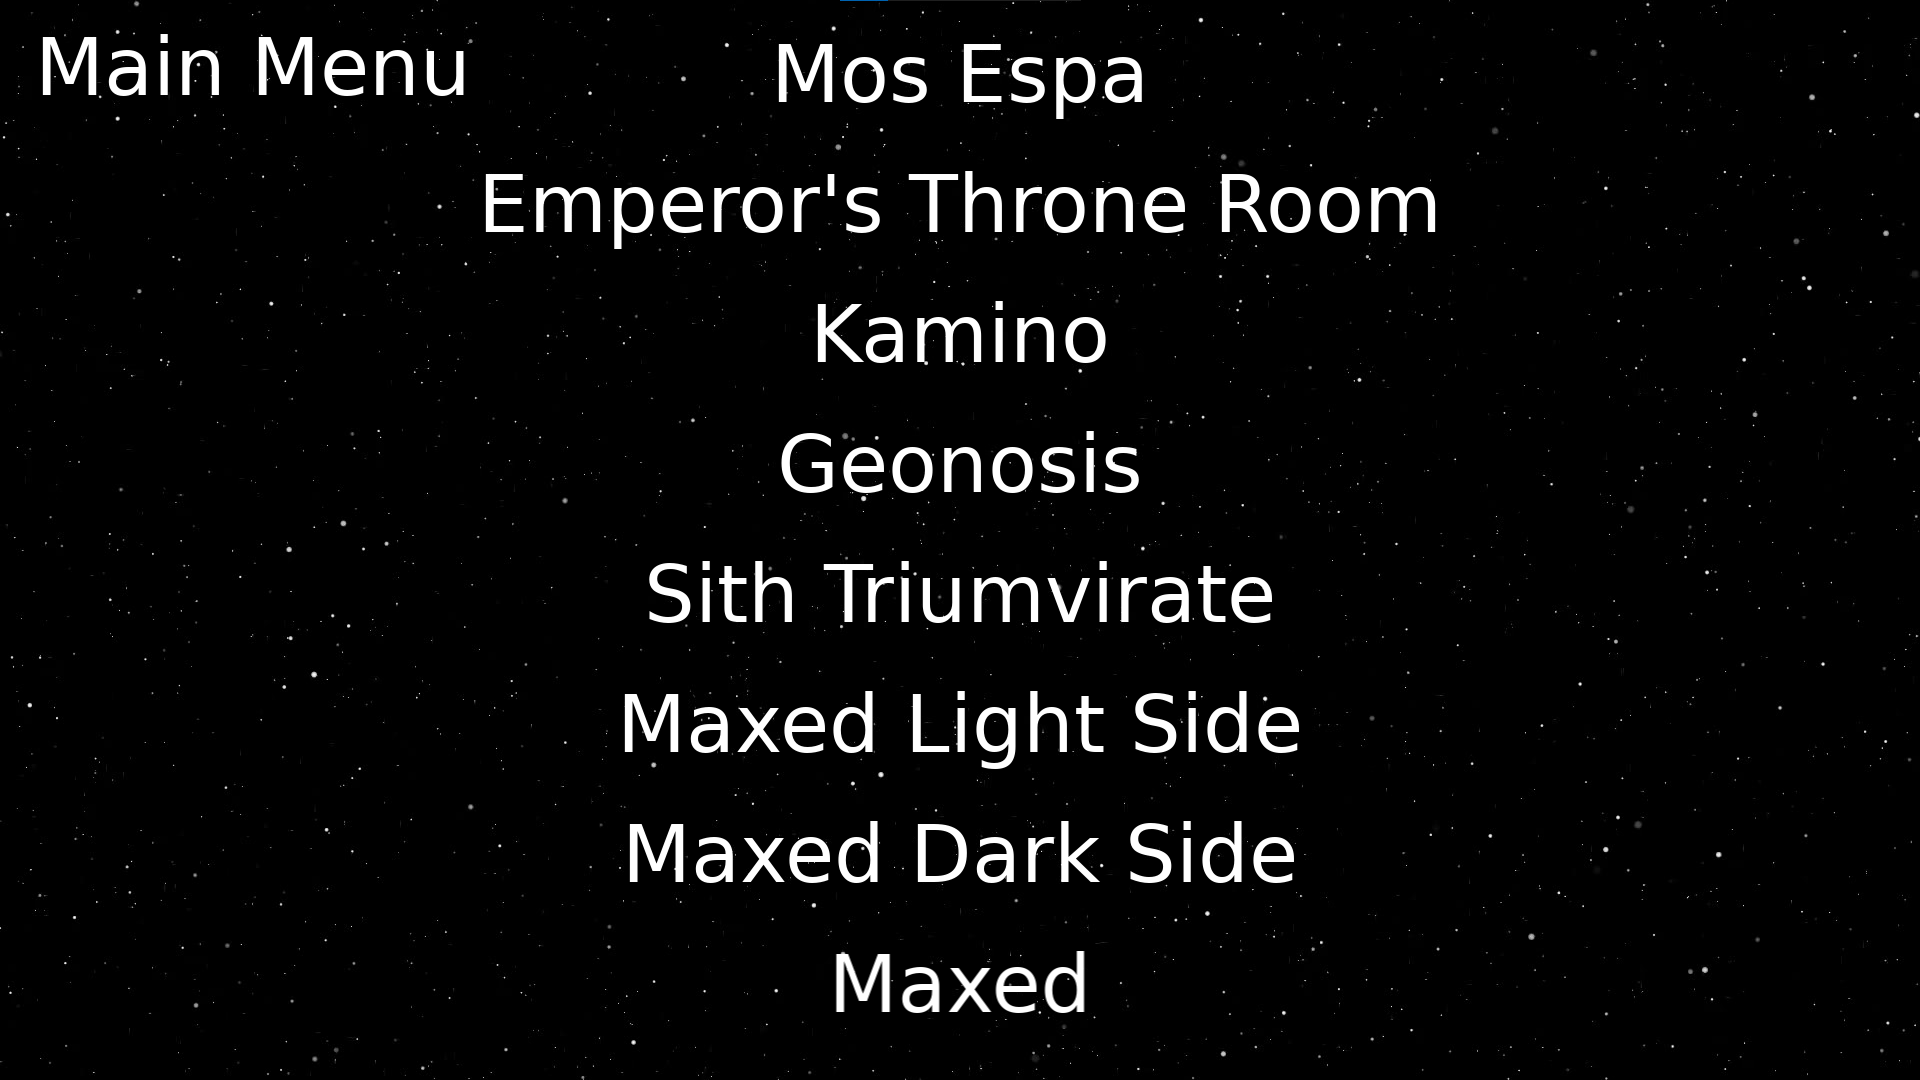 Main Menu
Mos Espa
Emperor's Throne Room
Kamino
Geonosis
Sith Triumvirate
Maxed Light Side
Maxed Dark Side
Maxed